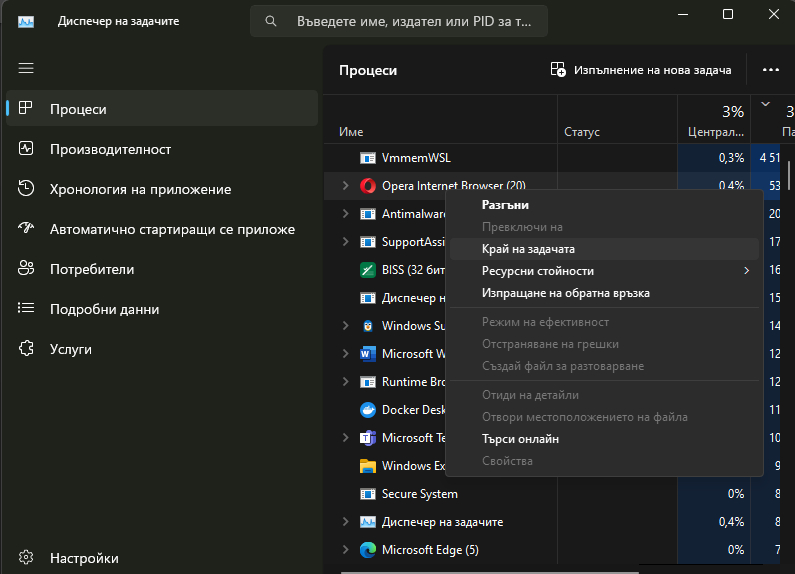 Диспечер на задачите
Въведете име, издател или PID за т...
Процеси
Производителност
Хронология на приложение
Автоматично стартиращи се приложе
Потребители
Подробни данни
Услуги
Настройки
Процеси
Изпълнение на нова задача
3%
3
Име
Статус
Централ...
Па
VmmemWSL
0,3%
4 51
Opera Internet Browser (20)
0,4%
53
Antimalware
20
SupportAssi
17
BISS (32 бит
16
Диспечер н
15
Windows Su
14
Microsoft W
12
Runtime Bro
12
Docker Desk
11
Microsoft Te
10
Windows Ex
9
Secure System
0%
8
Диспечер на задачите
0,4%
8
Microsoft Edge (5)
0%
7
Разгъни
Превключи на
Край на задачата
Ресурсни стойности
Изпращане на обратна връзка
Режим на ефективност
Отстраняване на грешки
Създай файл за разтоварване
Отиди на детайли
Отвори местоположението на файла
Търси онлайн
Свойства